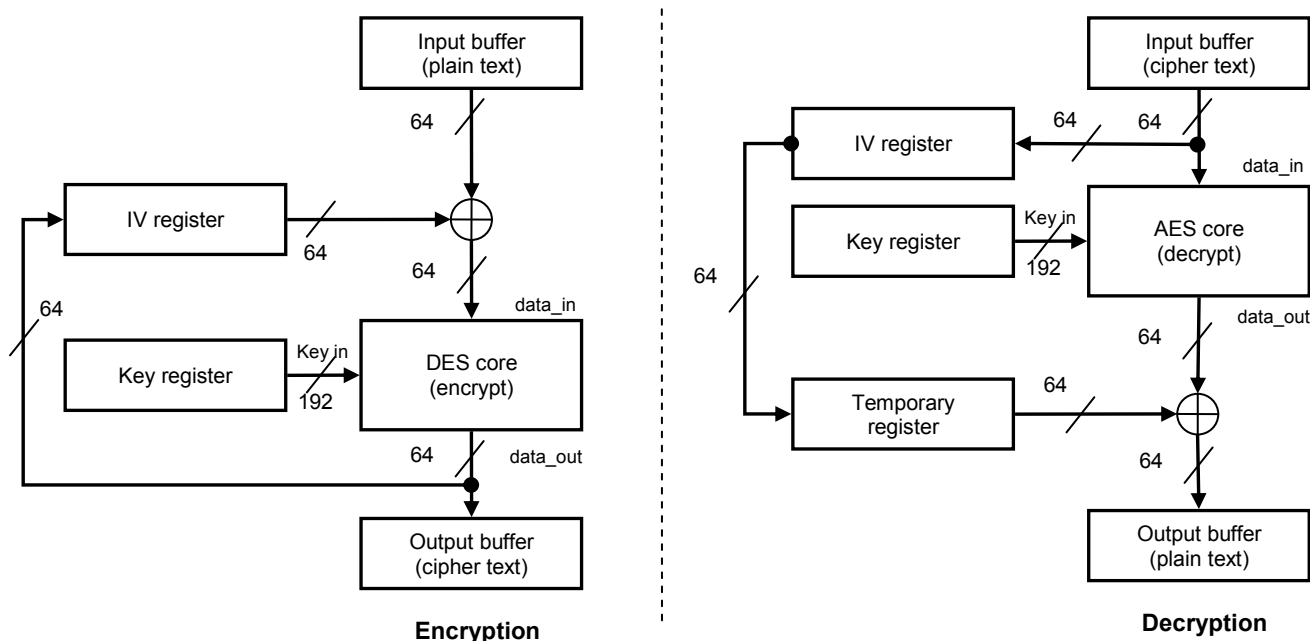 Input buffer
(plain text)
64
IV register
64
64
64
data_in
Key register
Key in
192
DES core
(encrypt)
64
data_out
Output buffer
(cipher text)
Encryption
Input buffer
(cipher text)
64
64
IV register
data_in
Key register
Key in
192
AES core
(decrypt)
64
data_out
64
Temporary
register
64
64
Output buffer
(plain text)
Decryption